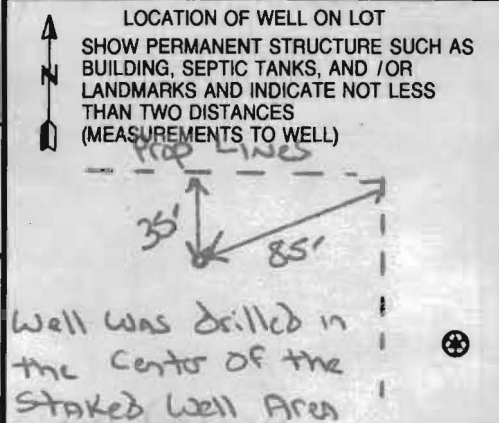 LOCATION OF WELL ON LOT
SHOW PERMANENT STRUCTURE SUCH AS
BUILDING, SEPTIC TANKS, AND /OR
LANDMARKS AND INDICATE NOT LESS
THAN TWO DISTANCES
(MEASUREMENTS TO WELL)
N
Prop Lines
35'
85'
Well was drilled in
the Center of the
Staked Well Area